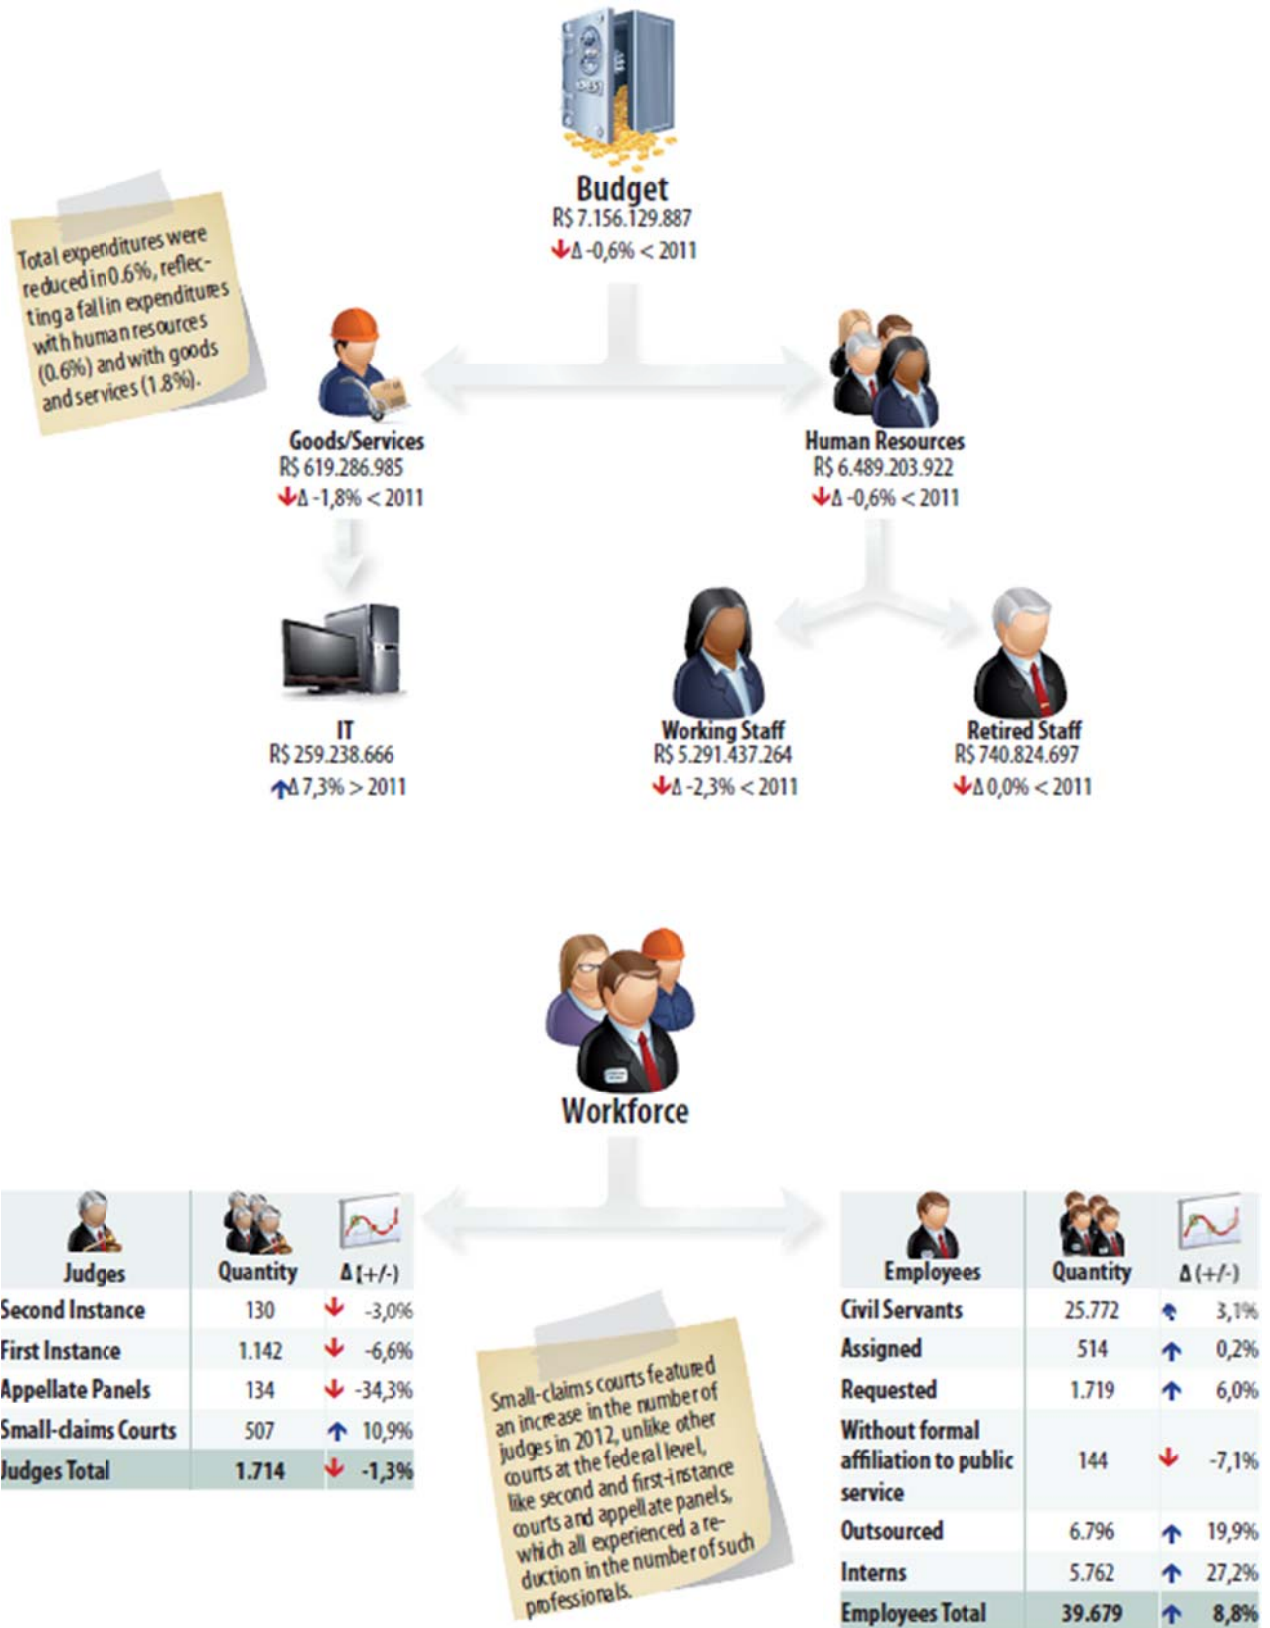 Budget
R$ 7.156.129.887
Δ -0,6% < 2011
Total expenditures were
reduced in 0.6%, reflec-
ting a fall in expenditures
with human resources
(0.6%) and with goods
and services (1.8%).
Goods/Services
R$ 619.286.985
Δ -1,8% < 2011
Human Resources
R$ 6.489.203.922
Δ -0,6% < 2011
IT
R$ 259.238.666
Δ 7,3% > 2011
Working Staff
R$ 5.291.437.264
Δ -2,3% < 2011
Retired Staff
R$ 740.824.697
Δ 0,0% < 2011
Workforce
Judges Quantity Δ (+/-)
Second Instance 130 -3,0%
First Instance 1.142 -6,6%
Appellate Panels 134 -34,3%
Small-claims Courts 507 10,9%
Judges Total 1.714 -1,3%
Small-claims courts featured
an increase in the number of
judges in 2012, unlike other
courts at the federal level,
like second and first-instance
courts and appellate panels,
which all experienced a re-
duction in the number of such
professionals.
Employees Quantity Δ (+/-)
Civil Servants 25.772 3,1%
Assigned 514 0,2%
Requested 1.719 6,0%
Without formal
affiliation to public 144 -7,1%
service
Outsourced 6.796 19,9%
Interns 5.762 27,2%
Employees Total 39.679 8,8%